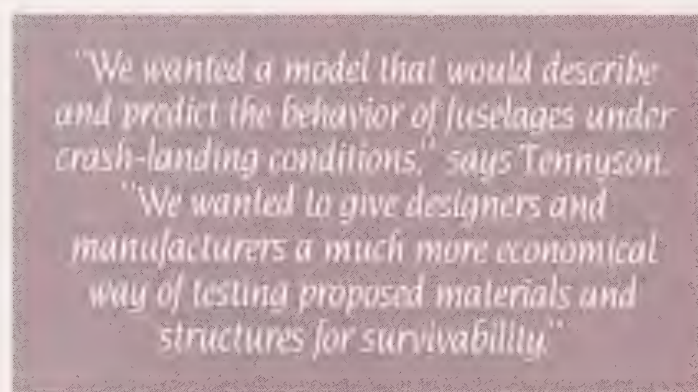 "We wanted a model that would describe
and predict the behavior of fuselages under
crash-landing conditions," says Tennyson.
"We wanted to give designers and
manufacturers a much more economical
way of testing proposed materials and
structures for survivability."